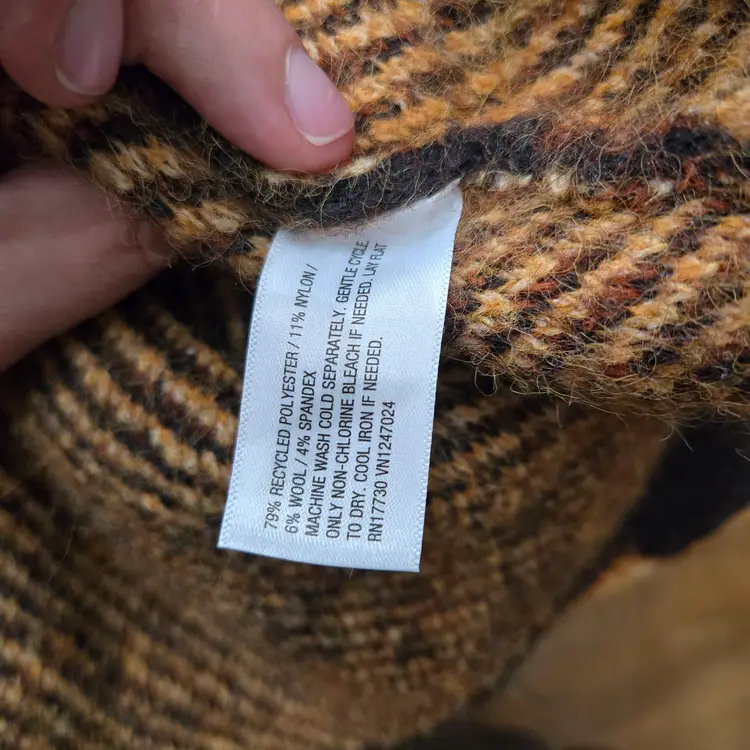 79% RECYCLED POLYESTER / 11% NYLON /
6% WOOL / 4% SPANDEX
MACHINE WASH COLD SEPARATELY. GENTLE CYCLE
ONLY NON-CHLORINE BLEACH IF NEEDED. LAY FLAT
TO DRY. COOL IRON IF NEEDED.
RN17730 VN1247024